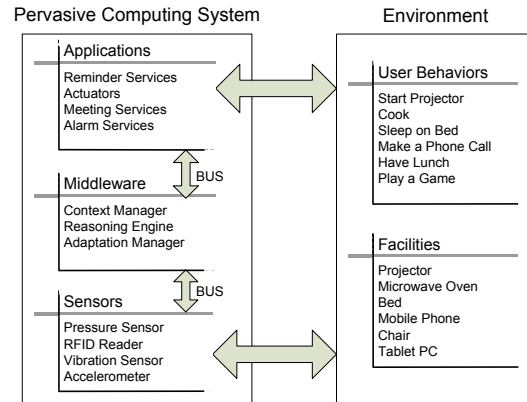 Pervasive Computing System
Applications
Reminder Services
Actuators
Meeting Services
Alarm Services
BUS
Middleware
Context Manager
Reasoning Engine
Adaptation Manager
BUS
Sensors
Pressure Sensor
RFID Reader
Vibration Sensor
Accelerometer
Environment
User Behaviors
Start Projector
Cook
Sleep on Bed
Make a Phone Call
Have Lunch
Play a Game
Facilities
Projector
Microwave Oven
Bed
Mobile Phone
Chair
Tablet PC